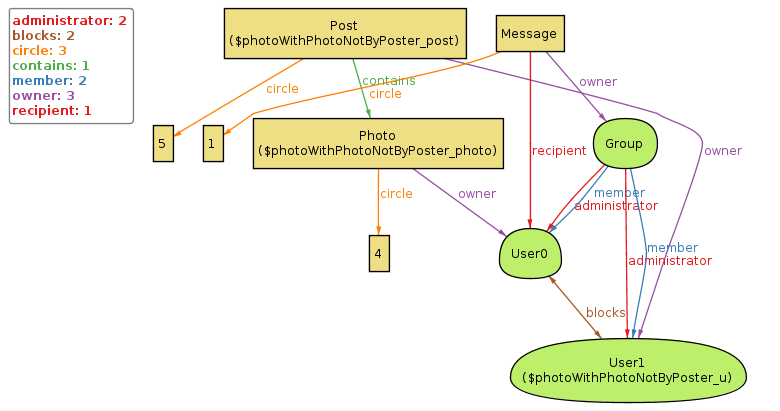 administrator: 2
blocks: 2
circle: 3
contains: 1
member: 2
owner: 3
recipient: 1
Post
($photoWithPhotoNotByPoster_post)
Message
circle
contains
circle
owner
5
1
Photo
($photoWithPhotoNotByPoster_photo)
recipient
Group
owner
circle
owner
member
administrator
4
User0
member
administrator
blocks
User1
($photoWithPhotoNotByPoster_u)